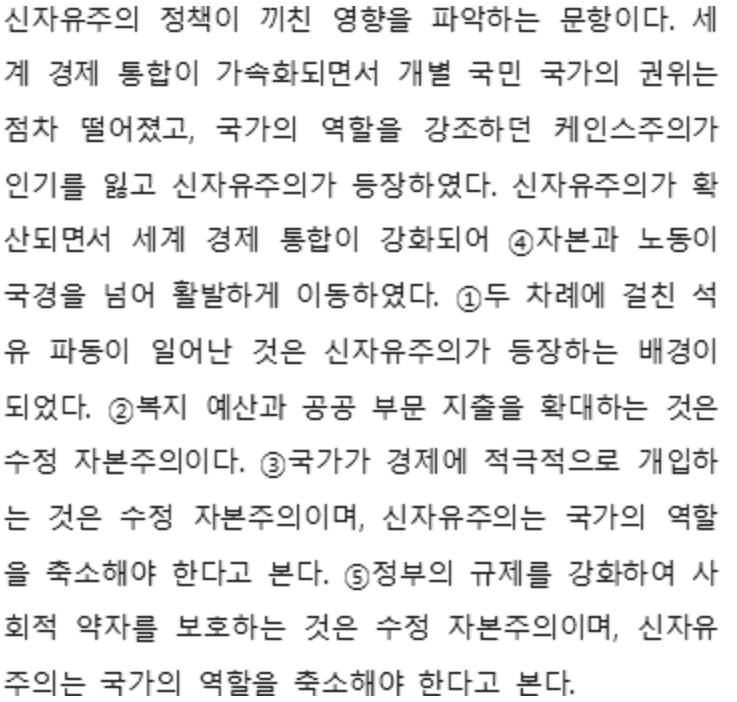 신자유주의 정책이 끼친 영향을 파악하는 문항이다. 세
계 경제 통합이 가속화되면서 개별 국민 국가의 권위는
점차 떨어졌고, 국가의 역할을 강조하던 케인스주의가
인기를 잃고 신자유주의가 등장하였다. 신자유주의가 확
산되면서 세계 경제 통합이 강화되어 ④자본과 노동이
국경을 넘어 활발하게 이동하였다. ①두 차례에 걸친 석
유 파동이 일어난 것은 신자유주의가 등장하는 배경이
되었다. ②복지 예산과 공공 부문 지출을 확대하는 것은
수정 자본주의이다. ③국가가 경제에 적극적으로 개입하
는 것은 수정 자본주의이며, 신자유주의는 국가의 역할
을 축소해야 한다고 본다. ⑤정부의 규제를 강화하여 사
회적 약자를 보호하는 것은 수정 자본주의이며, 신자유
주의는 국가의 역할을 축소해야 한다고 본다.